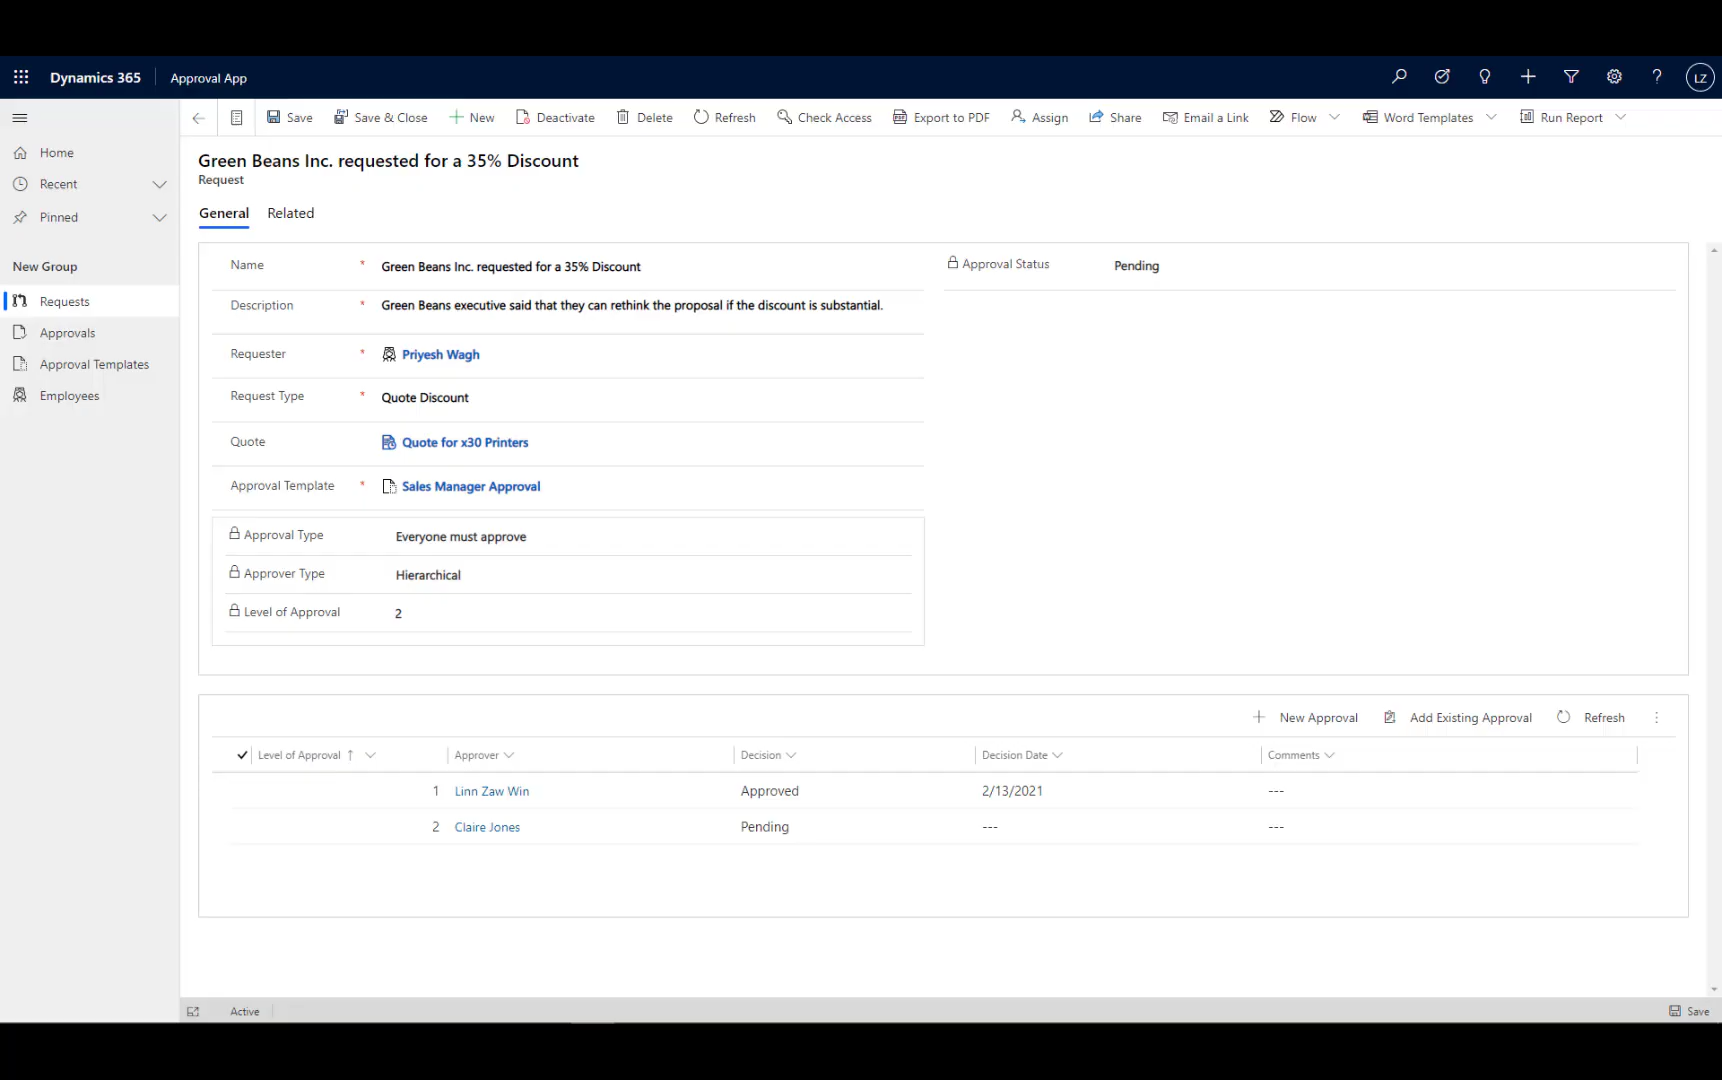 Dynamics 365 Approval App LZ
Save Save & Close New Deactivate Delete Refresh Check Access Export to PDF Assign Share Email a Link Flow Word Templates Run Report
Home
Recent
Pinned
New Group
Requests
Approvals
Approval Templates
Employees
Green Beans Inc. requested for a 35% Discount
Request
General Related
Name * Green Beans Inc. requested for a 35% Discount
Approval Status Pending
Description * Green Beans executive said that they can rethink the proposal if the discount is substantial.
Requester * Priyesh Wagh
Request Type * Quote Discount
Quote Quote for x30 Printers
Approval Template * Sales Manager Approval
Approval Type Everyone must approve
Approver Type Hierarchical
Level of Approval 2
New Approval Add Existing Approval Refresh
Level of Approval Approver Decision Decision Date Comments
1 Linn Zaw Win Approved 2/13/2021 ---
2 Claire Jones Pending --- ---
Active Save